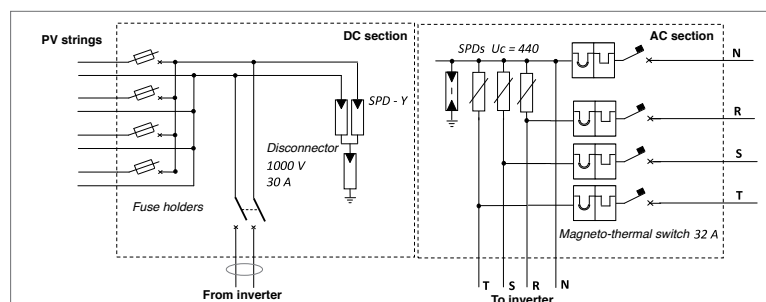 PV strings
DC section
SPD - Y
Disconnector
1000 V
30 A
Fuse holders
From inverter
SPDs Uc = 440
AC section
N
R
S
T
Magneto-thermal switch 32 A
T S R N
To inverter